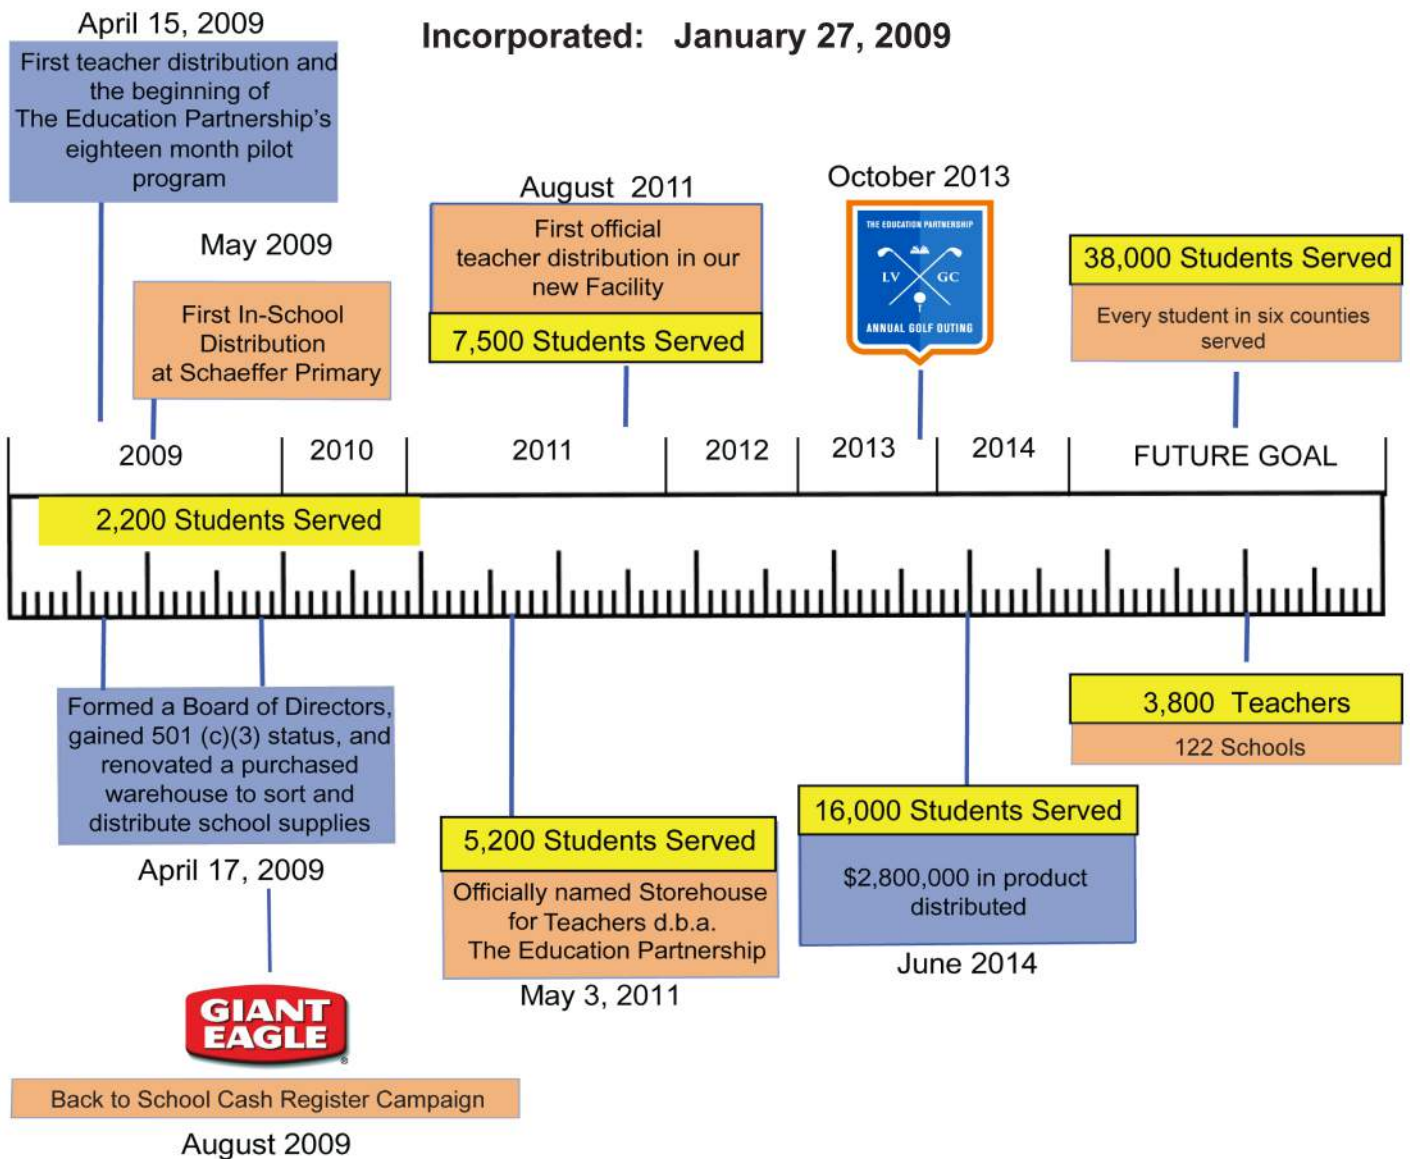 April 15, 2009
Incorporated: January 27, 2009
First teacher distribution and
the beginning of
The Education Partnership's
eighteen month pilot
program
May 2009
First In-School
Distribution
at Schaeffer Primary
August 2011
First official
teacher distribution in our
new Facility
7,500 Students Served
October 2013
THE EDUCATION PARTNERSHIP
LV GC
ANNUAL GOLF OUTING
38,000 Students Served
Every student in six counties
served
2009
2010
2011
2012
2013
2014
FUTURE GOAL
2,200 Students Served
Formed a Board of Directors,
gained 501 (c)(3) status, and
renovated a purchased
warehouse to sort and
distribute school supplies
April 17, 2009
GIANT
EAGLE
®
Back to School Cash Register Campaign
August 2009
5,200 Students Served
Officially named Storehouse
for Teachers d.b.a.
The Education Partnership
May 3, 2011
16,000 Students Served
$2,800,000 in product
distributed
June 2014
3,800 Teachers
122 Schools